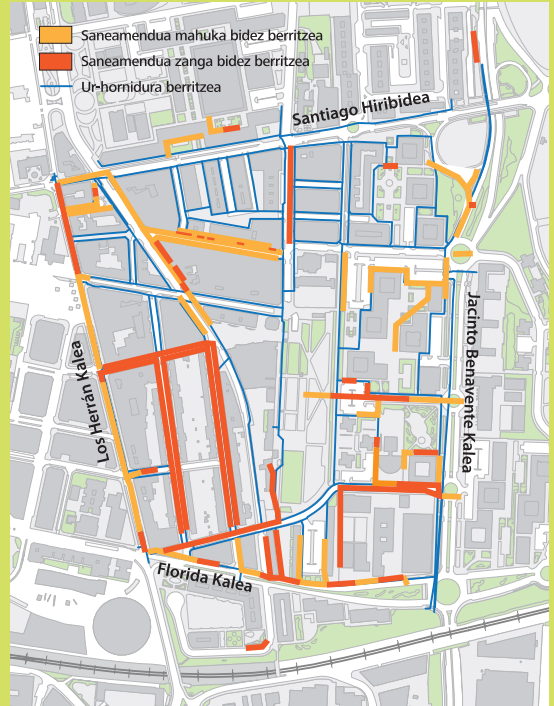 Saneamendua mahuka bidez berritzea
Saneamendua zanga bidez berritzea
Ur-hornidura berritzea
Santiago Hiribidea
Jacinto Benavente Kalea
Los Herrán Kalea
Florida Kalea